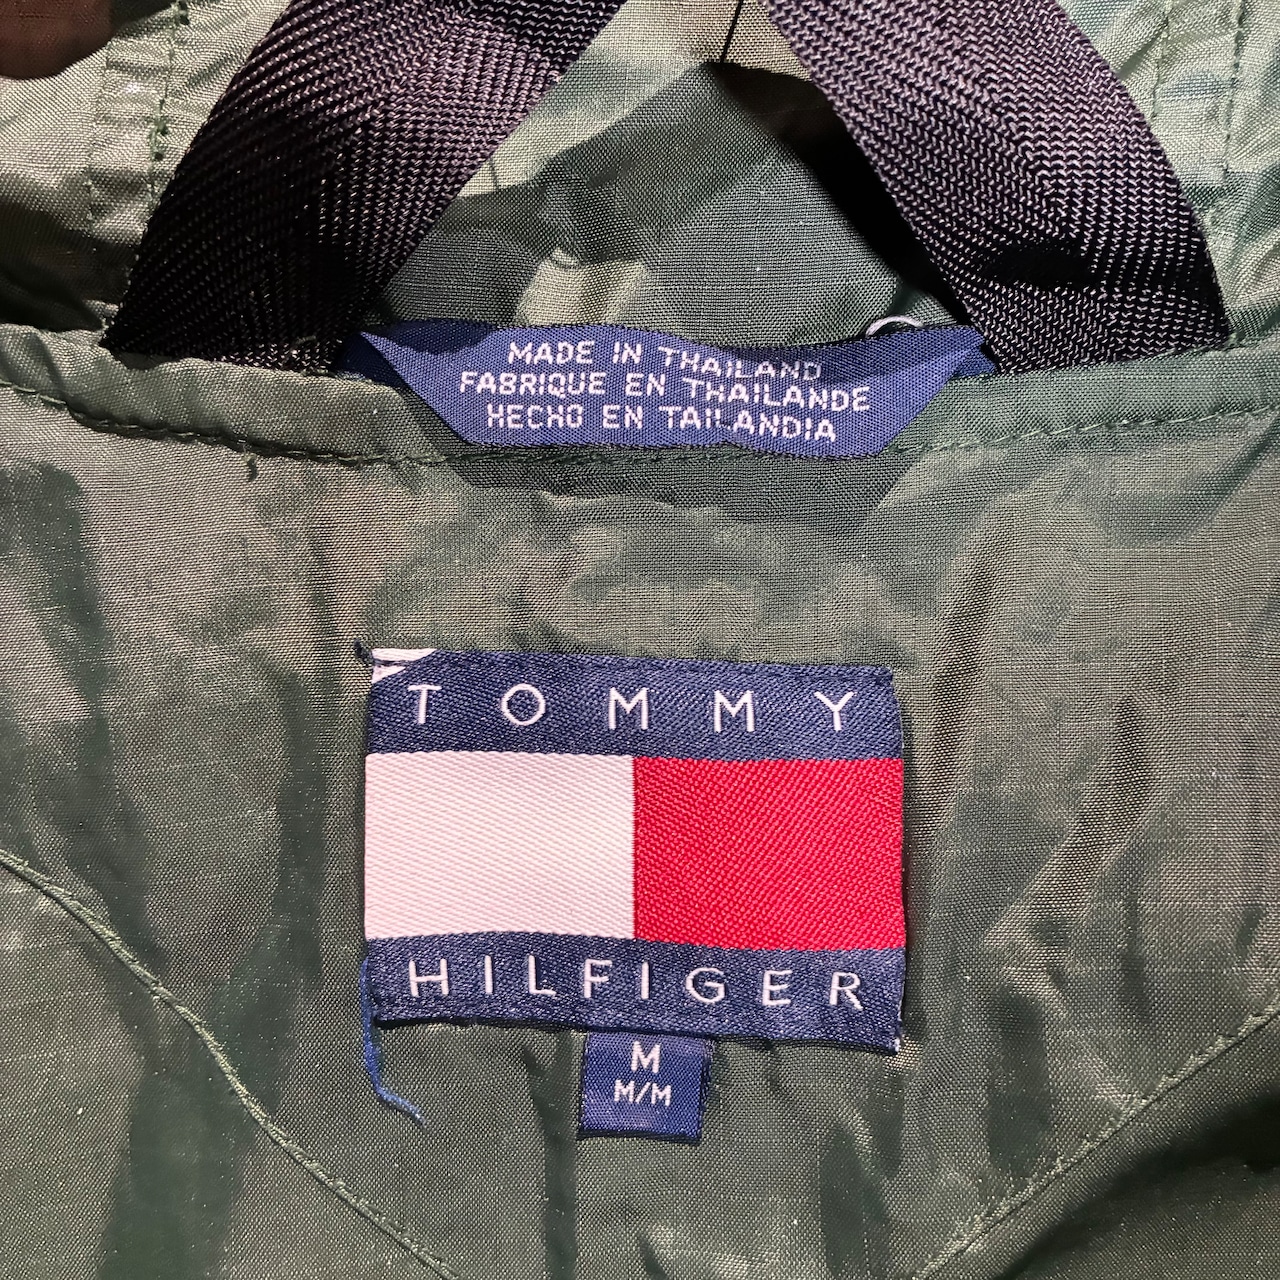 MADE IN THAILAND
FABRIQUE EN THAILANDE
HECHO EN TAILANDIA
TOMMY
HILFIGER
M
M/M